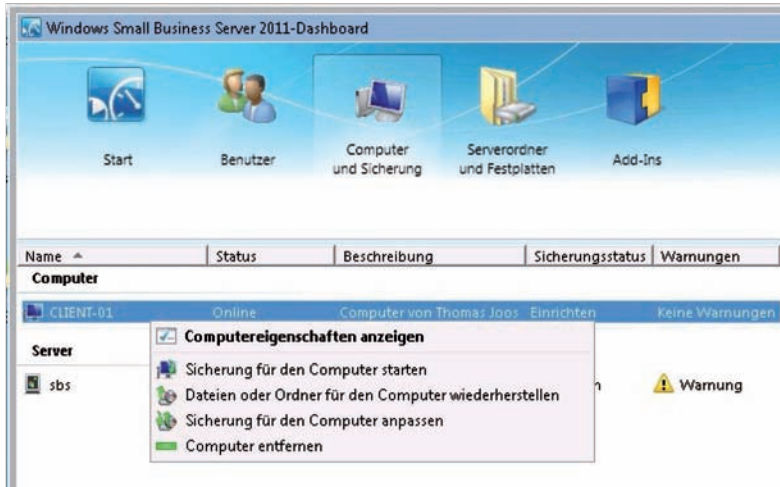 Windows Small Business Server 2011-Dashboard
Start
Benutzer
Computer und Sicherung
Serverordner und Festplatten
Add-Ins
Name Status Beschreibung Sicherungsstatus Warnungen
Computer
CLIENT-01 Online Computer von Thomas Joos Einrichten Keine Warnungen
Computereigenschaften anzeigen
Server
Sicherung für den Computer starten
sbs Warnung
Dateien oder Ordner für den Computer wiederherstellen
Sicherung für den Computer anpassen
Computer entfernen